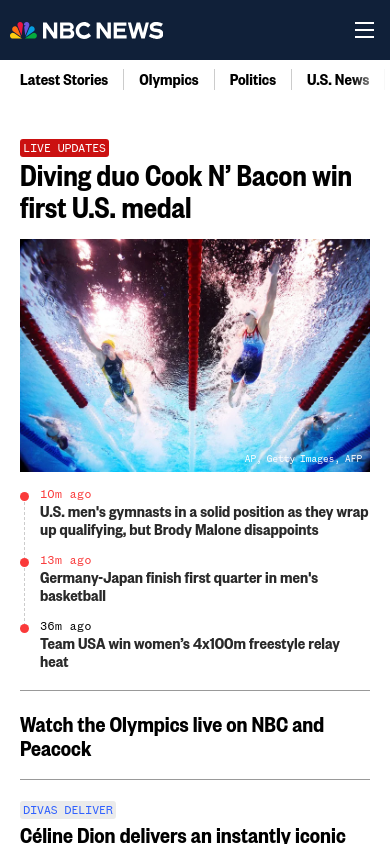 NBC NEWS
Latest Stories Olympics Politics U.S. News
LIVE UPDATES
Diving duo Cook N’ Bacon win
first U.S. medal
AP, Getty Images, AFP
10m ago
U.S. men's gymnasts in a solid position as they wrap
up qualifying, but Brody Malone disappoints
13m ago
Germany-Japan finish first quarter in men's
basketball
36m ago
Team USA win women’s 4x100m freestyle relay
heat
Watch the Olympics live on NBC and
Peacock
DIVAS DELIVER
Céline Dion delivers an instantly iconic